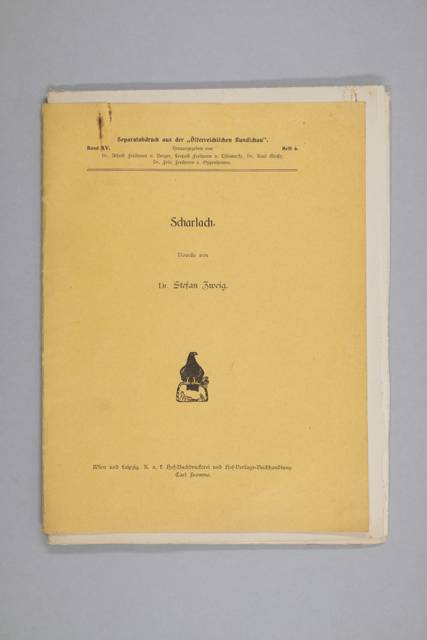 Separatabdruck aus der „Österreichischen Rundschau“.
Band XV. Herausgegeben von Heft 6.
Dr. Alfred Freiherrn v. Berger, Leopold Freiherrn v. Chlumecky, Dr. Karl Glossy,
Dr. Felix Freiherrn v. Oppenheimer.
Scharlach.
Novelle von
Dr. Stefan Zweig.
Wien und Leipzig. K. u. k. Hof-Buchdruckerei und Hof-Verlags-Buchhandlung
Carl Fromme.